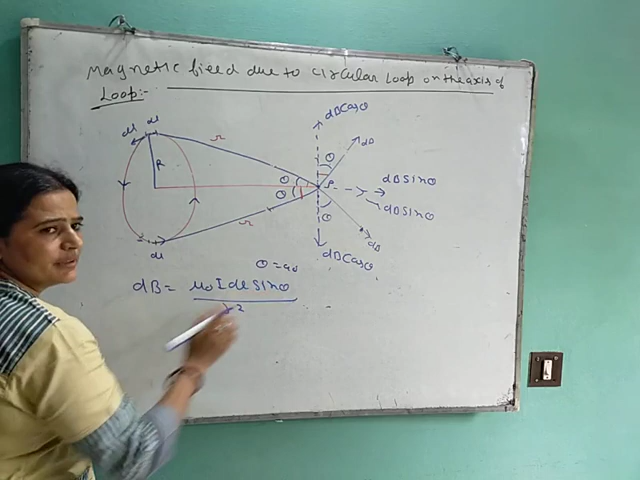 Magnetic field due to circular Loop on the axis of
Loop:-
dBCosθ
dl dl
r
θ
dB
R
θ
P
dBSinθ
θ
dBSinθ
r
θ
dB
dl
dBCosθ
θ=90
dB = μ0 I dl Sinθ
r2